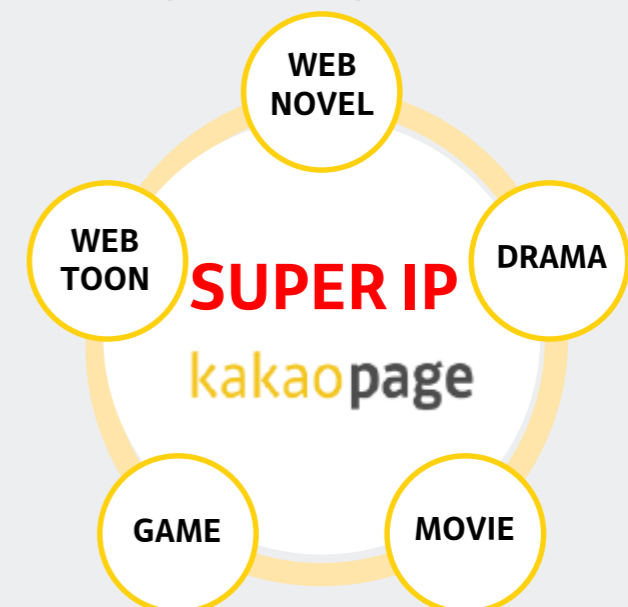 WEB
NOVEL
WEB
TOON
DRAMA
SUPER IP
kakaopage
GAME
MOVIE